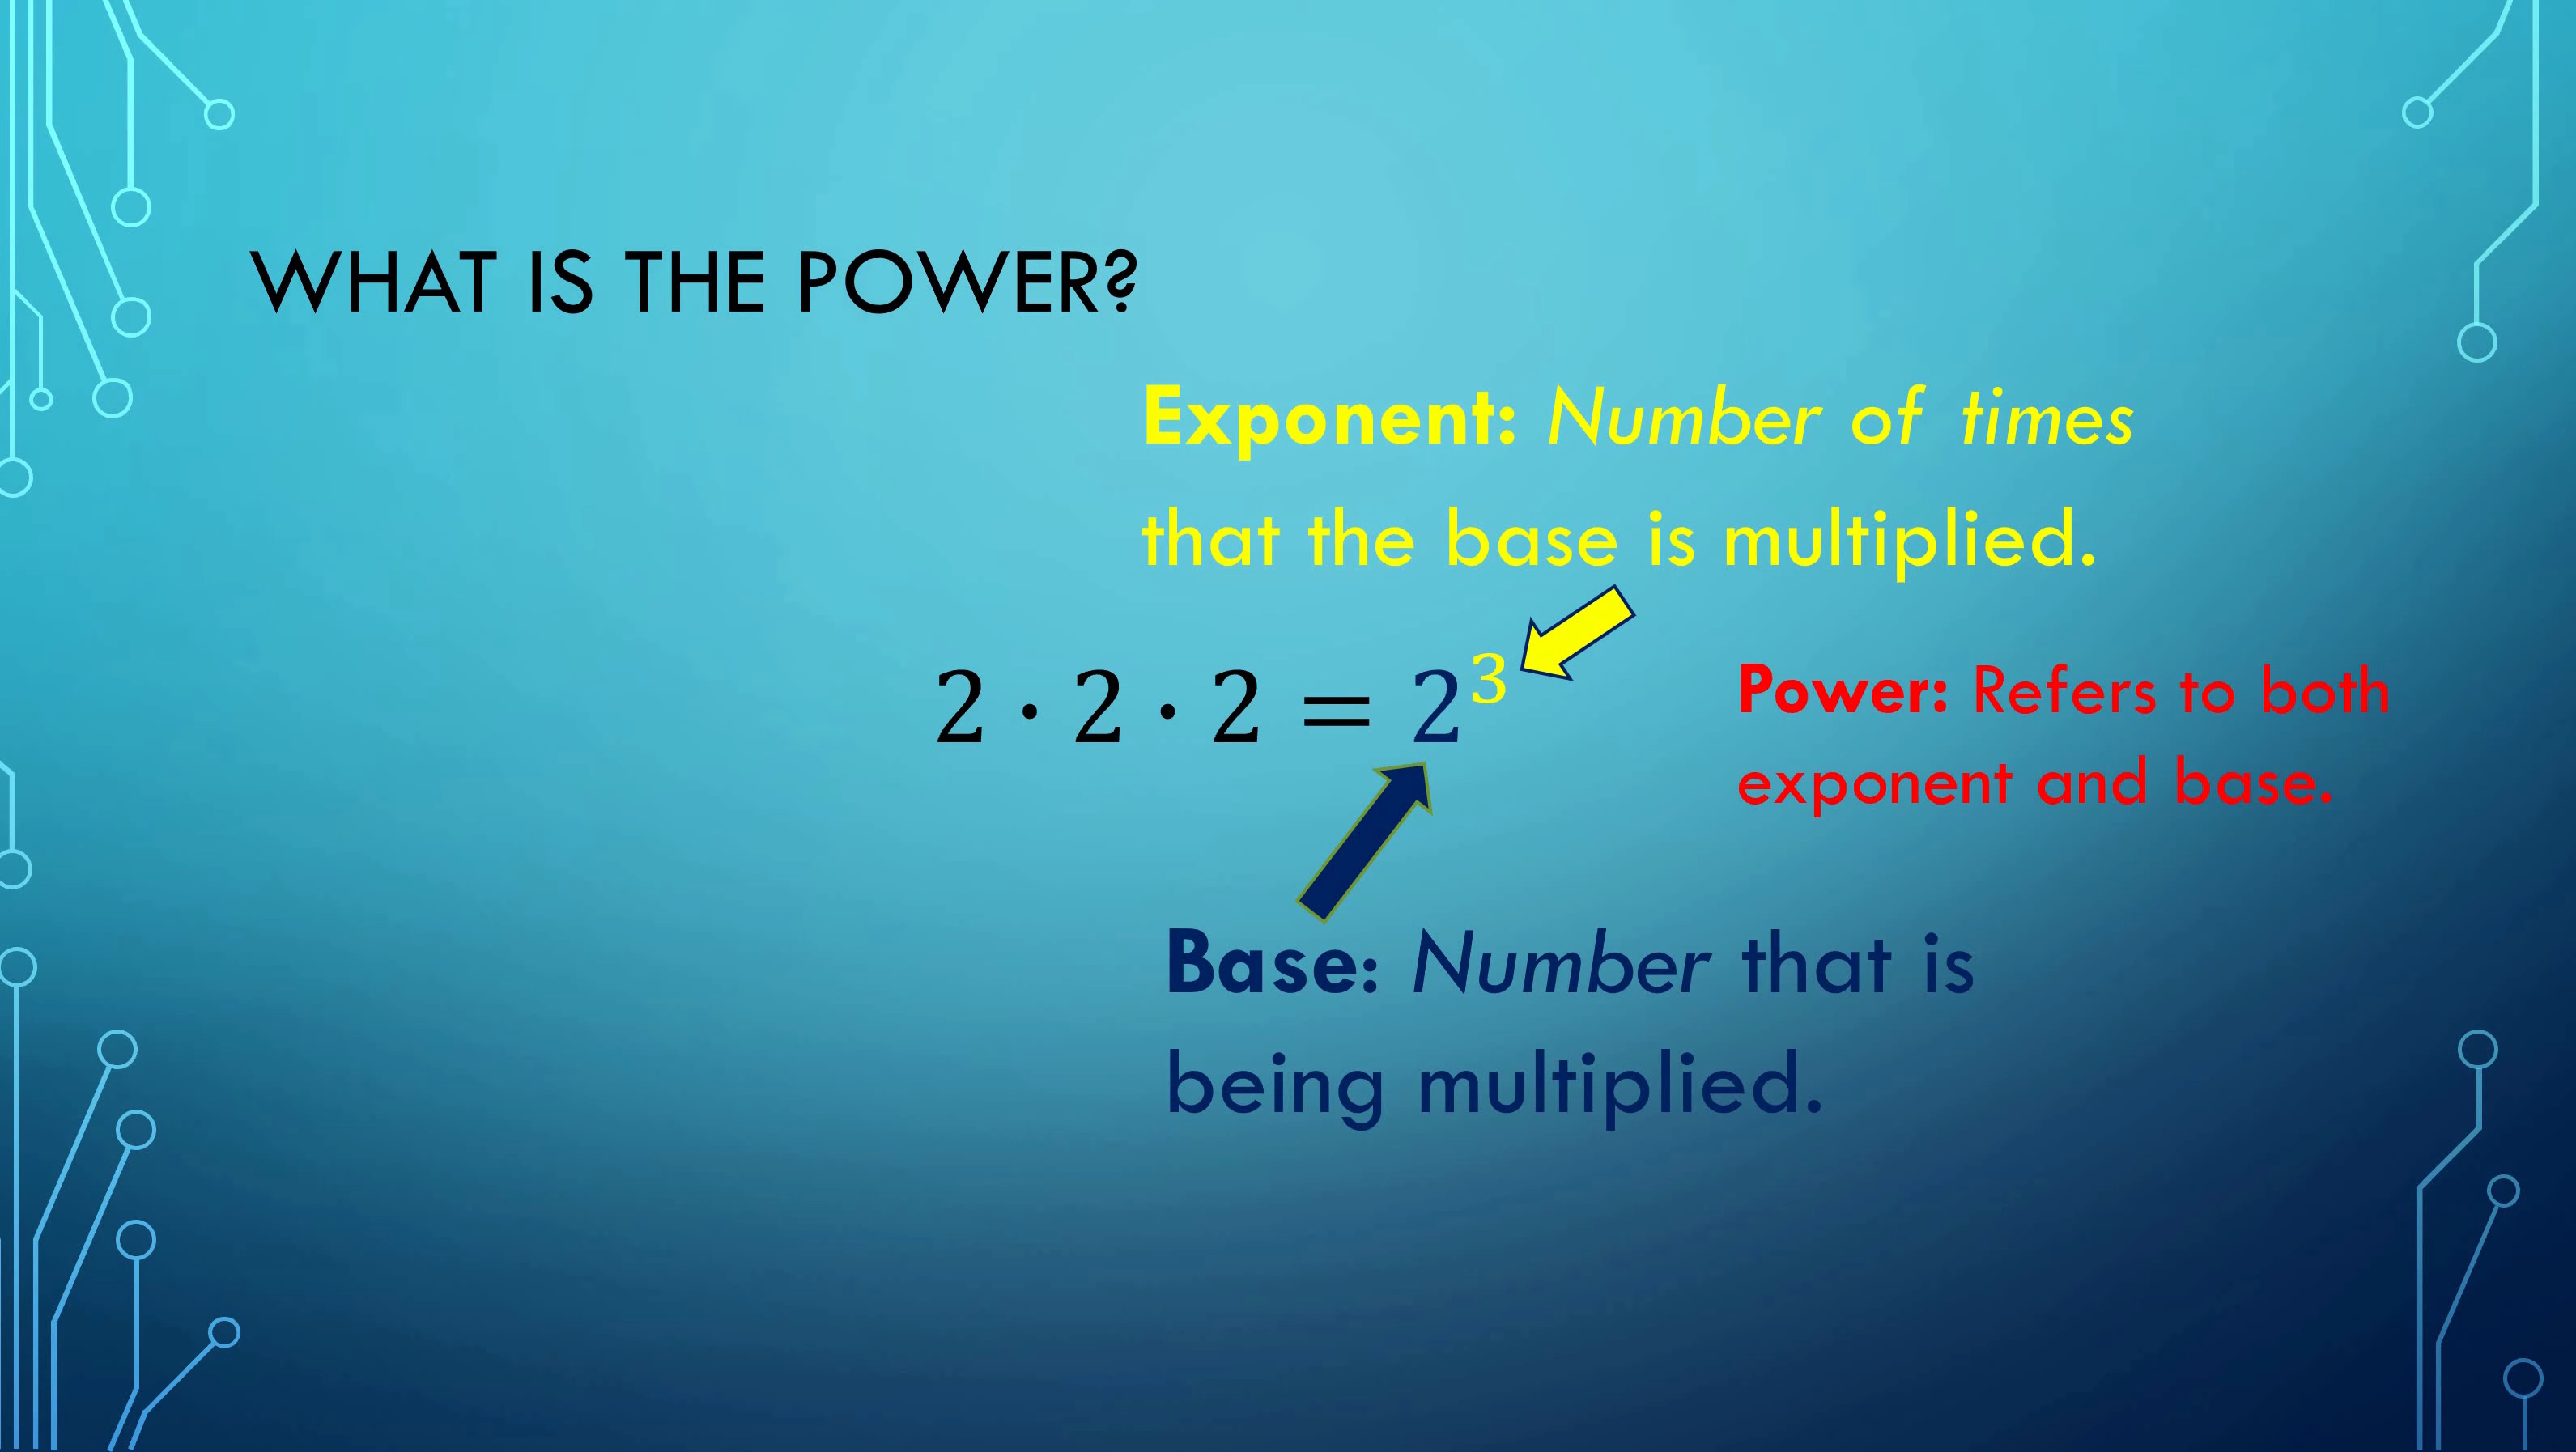 WHAT IS THE POWER?
Exponent: Number of times
that the base is multiplied.
2 · 2 · 2 = 2³
Power: Refers to both
exponent and base.
Base: Number that is
being multiplied.